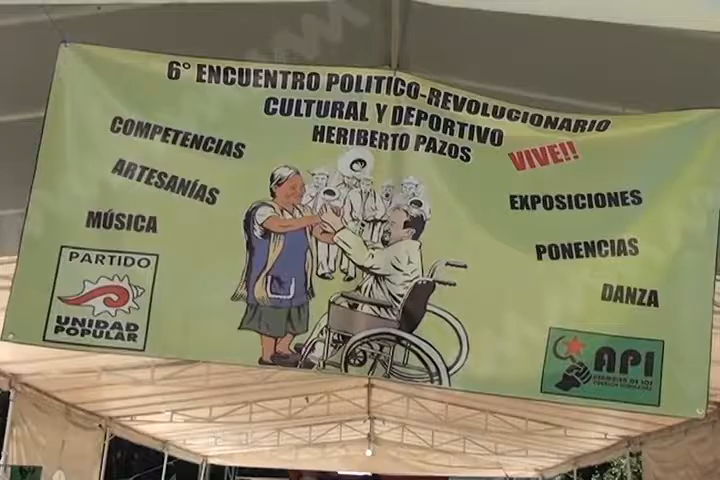 6° ENCUENTRO POLITICO-REVOLUCIONARIO
CULTURAL Y DEPORTIVO
HERIBERTO PAZOS
VIVE!!
COMPETENCIAS
ARTESANÍAS
MÚSICA
EXPOSICIONES
PONENCIAS
DANZA
PARTIDO
UNIDAD
POPULAR
API